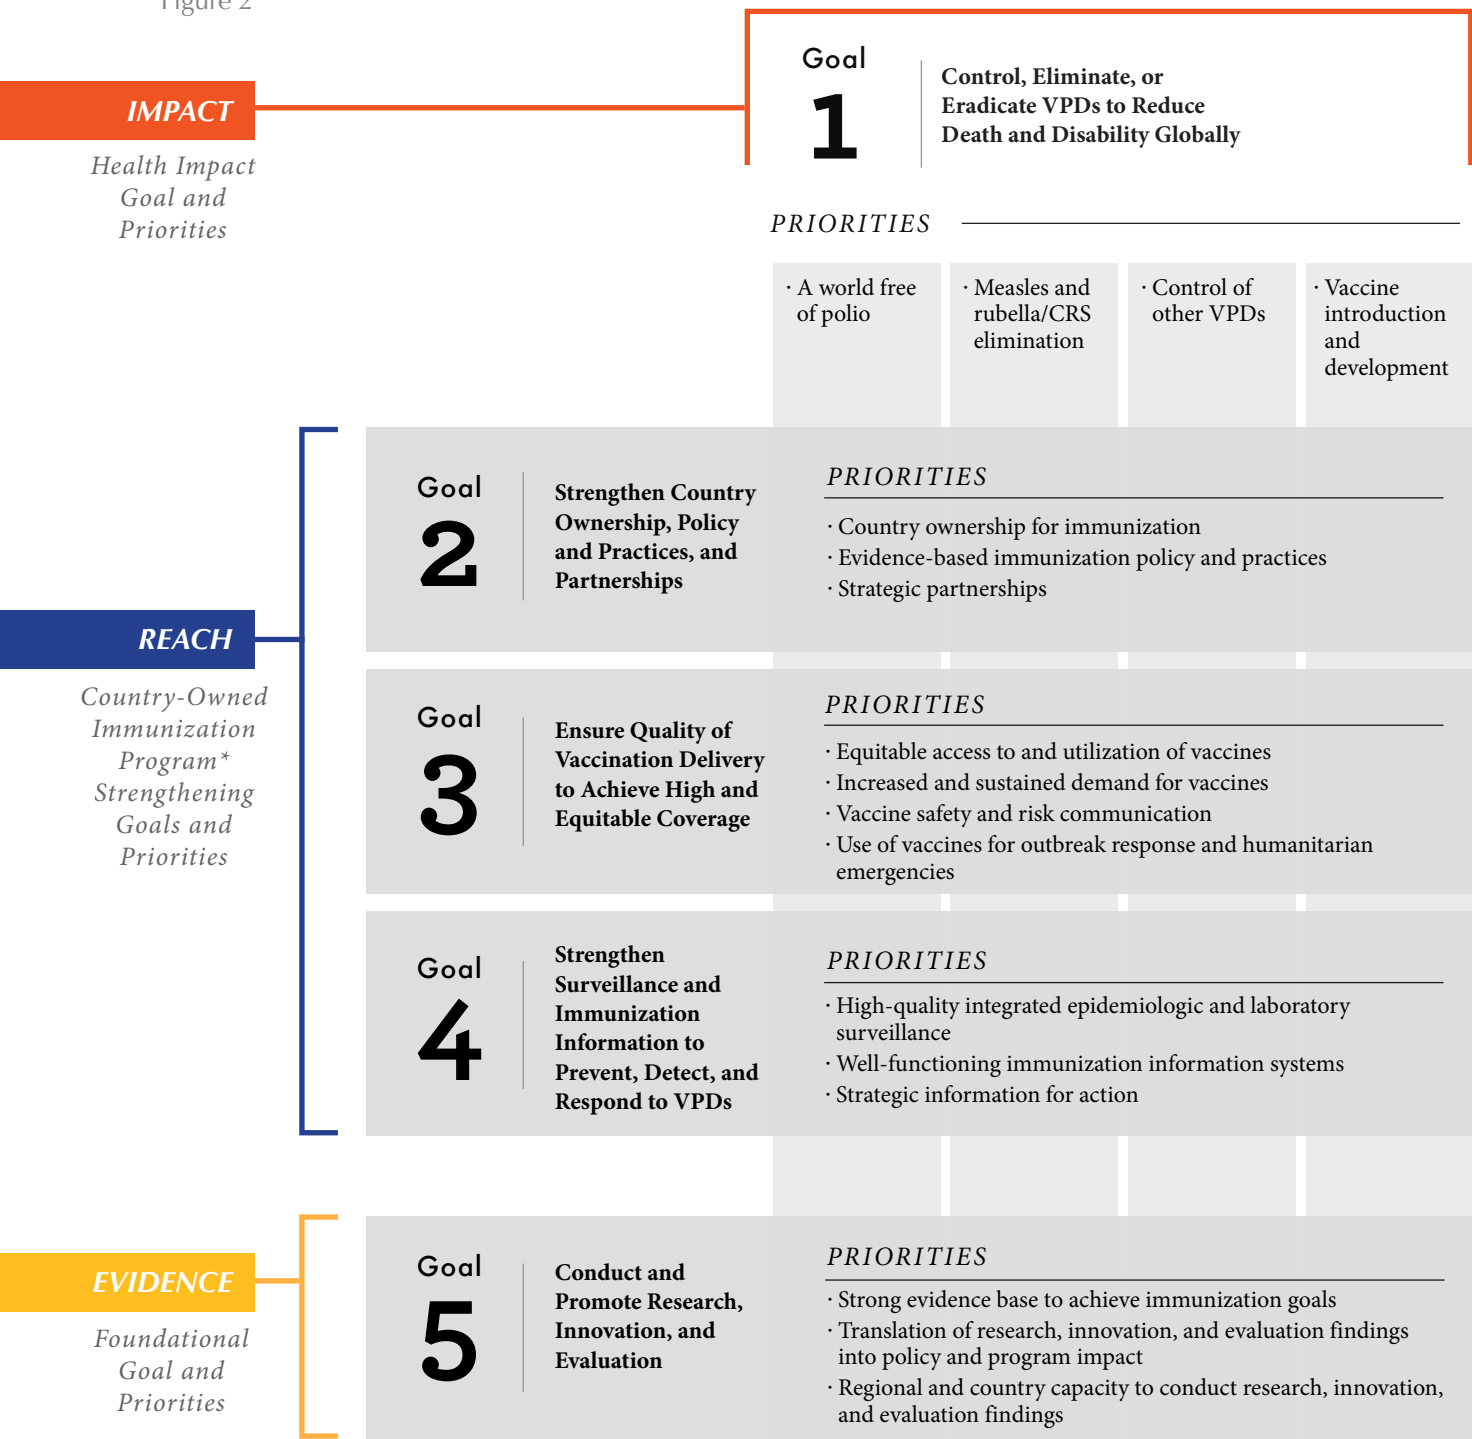 Figure 2
IMPACT
Health Impact
Goal and
Priorities
Goal
1
Control, Eliminate, or
Eradicate VPDs to Reduce
Death and Disability Globally
PRIORITIES
· A world free
of polio
· Measles and
rubella/CRS
elimination
· Control of
other VPDs
· Vaccine
introduction
and
development
REACH
Country-Owned
Immunization
Program*
Strengthening
Goals and
Priorities
Goal
2
Strengthen Country
Ownership, Policy
and Practices, and
Partnerships
PRIORITIES
· Country ownership for immunization
· Evidence-based immunization policy and practices
· Strategic partnerships
Goal
3
Ensure Quality of
Vaccination Delivery
to Achieve High and
Equitable Coverage
PRIORITIES
· Equitable access to and utilization of vaccines
· Increased and sustained demand for vaccines
· Vaccine safety and risk communication
· Use of vaccines for outbreak response and humanitarian
emergencies
Goal
4
Strengthen
Surveillance and
Immunization
Information to
Prevent, Detect, and
Respond to VPDs
PRIORITIES
· High-quality integrated epidemiologic and laboratory
surveillance
· Well-functioning immunization information systems
· Strategic information for action
EVIDENCE
Foundational
Goal and
Priorities
Goal
5
Conduct and
Promote Research,
Innovation, and
Evaluation
PRIORITIES
· Strong evidence base to achieve immunization goals
· Translation of research, innovation, and evaluation findings
into policy and program impact
· Regional and country capacity to conduct research, innovation,
and evaluation findings